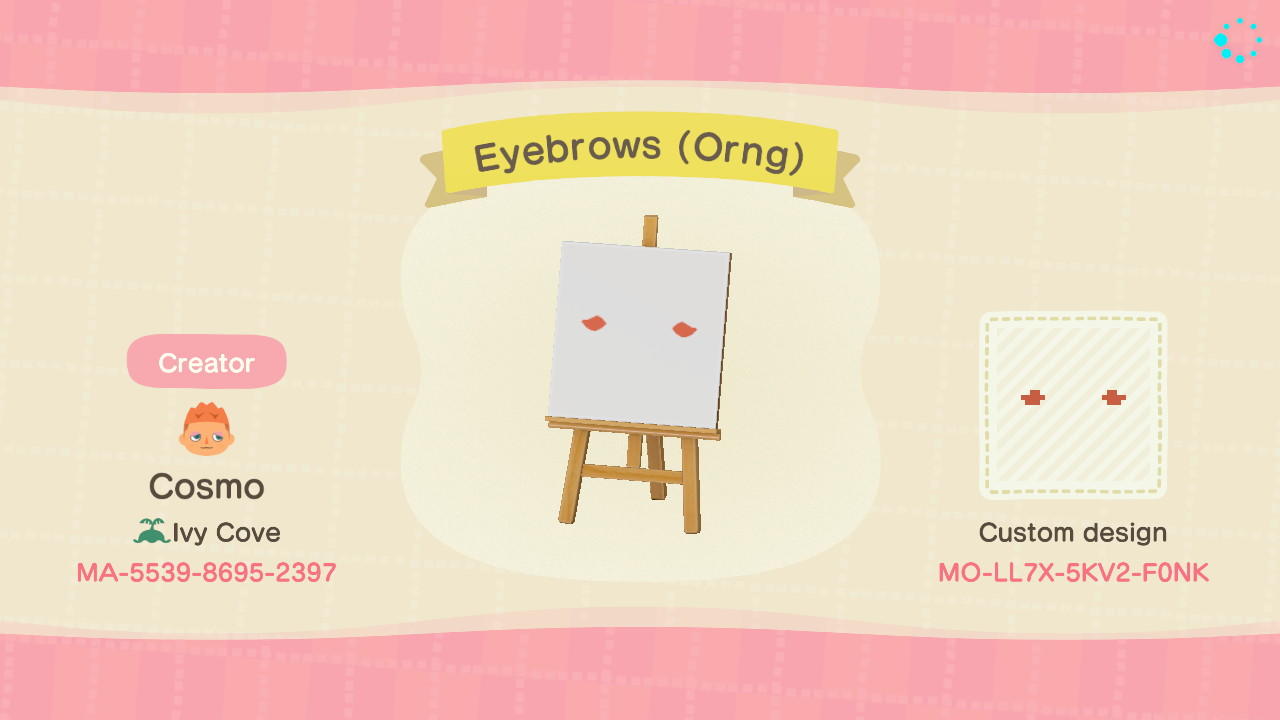 Eyebrows (Orng)
Creator
Cosmo
Ivy Cove
MA-5539-8695-2397
Custom design
MO-LL7X-5KV2-F0NK